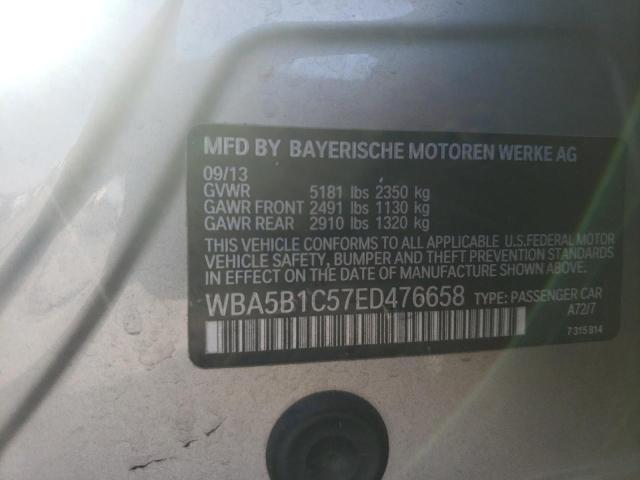 MFD BY BAYERISCHE MOTOREN WERKE AG
09/13
GVWR 5181 lbs 2350 kg
GAWR FRONT 2491 lbs 1130 kg
GAWR REAR 2910 lbs 1320 kg
THIS VEHICLE CONFORMS TO ALL APPLICABLE U.S.FEDERAL MOTOR
VEHICLE SAFETY, BUMPER AND THEFT PREVENTION STANDARDS
IN EFFECT ON THE DATE OF MANUFACTURE SHOWN ABOVE.
WBA5B1C57ED476658 TYPE: PASSENGER CAR
A72/7
7 315 814